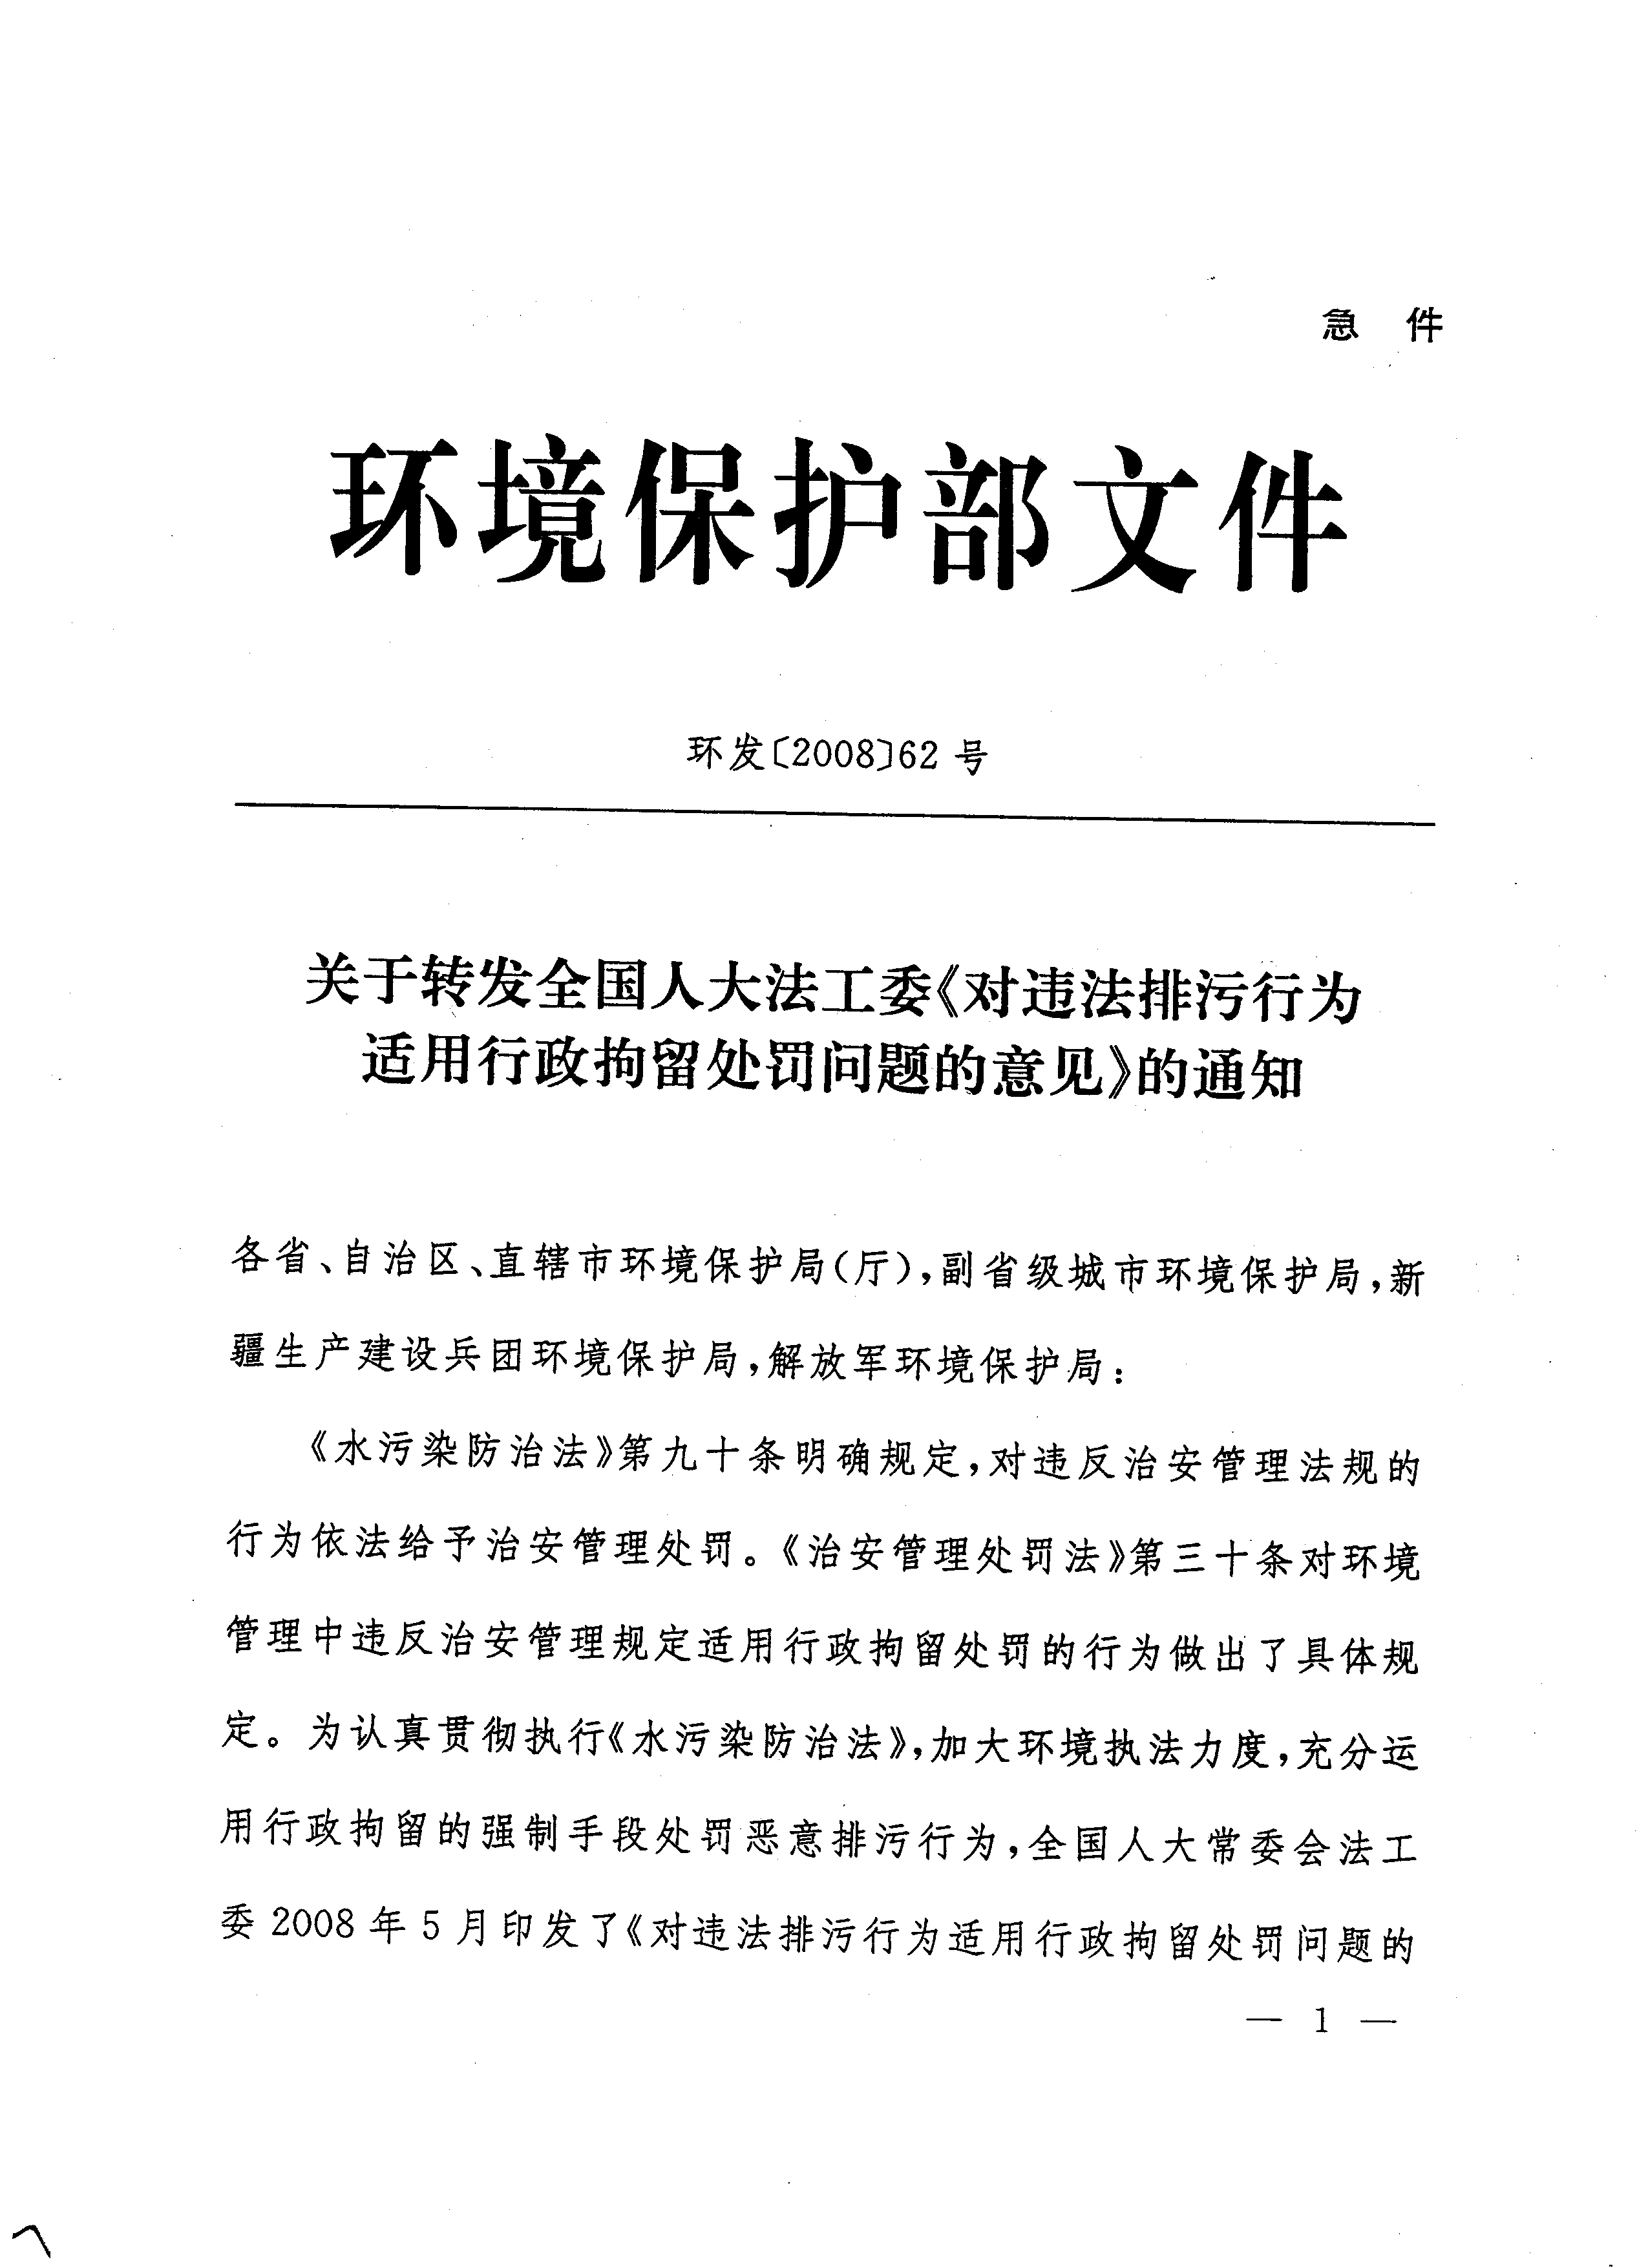 急 件
环境保护部文件
环发〔2008〕62 号
关于转发全国人大法工委《对违法排污行为
适用行政拘留处罚问题的意见》的通知
各省、自治区、直辖市环境保护局(厅),副省级城市环境保护局,新
疆生产建设兵团环境保护局,解放军环境保护局:
《水污染防治法》第九十条明确规定,对违反治安管理法规的
行为依法给予治安管理处罚。《治安管理处罚法》第三十条对环境
管理中违反治安管理规定适用行政拘留处罚的行为做出了具体规
定。为认真贯彻执行《水污染防治法》,加大环境执法力度,充分运
用行政拘留的强制手段处罚恶意排污行为,全国人大常委会法工
委 2008 年 5 月印发了《对违法排污行为适用行政拘留处罚问题的
— 1 —